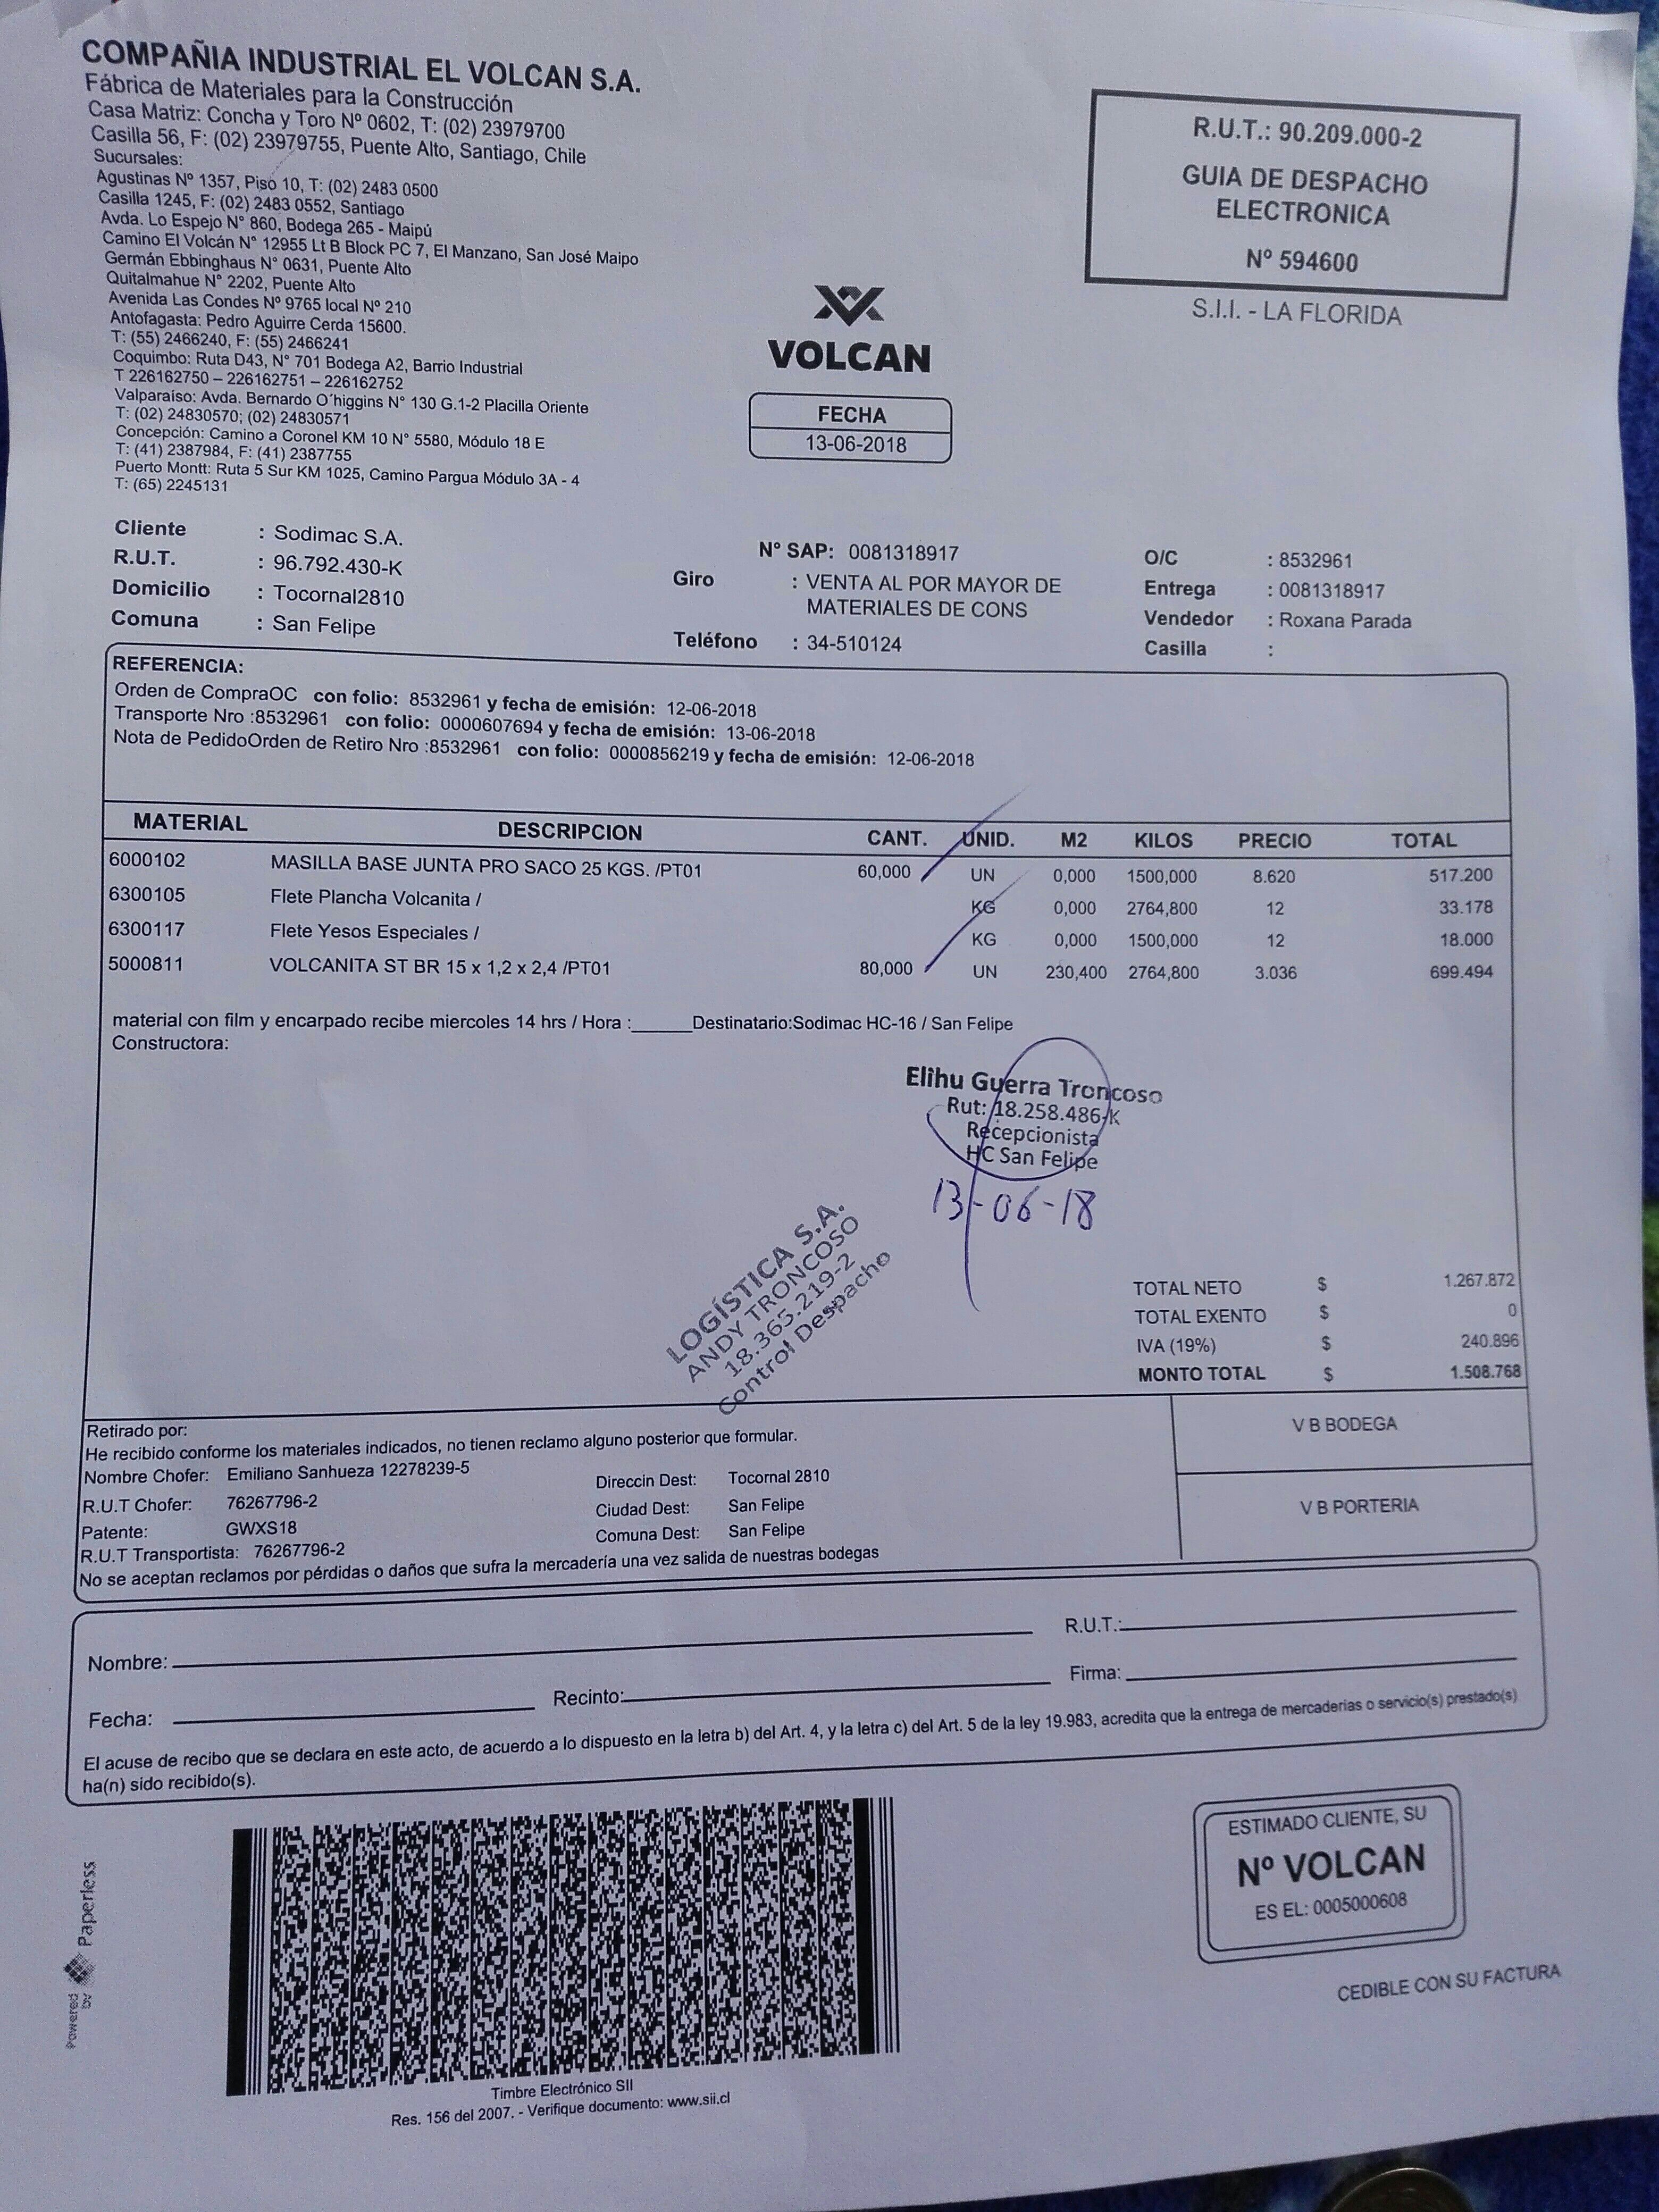 COMPAÑIA INDUSTRIAL EL VOLCAN S.A.
Fábrica de Materiales para la Construcción
Casa Matriz: Concha y Toro Nº 0602, T: (02) 23979700
Casilla 56, F: (02) 23979755, Puente Alto, Santiago, Chile
Sucursales:
Agustinas Nº 1357, Piso 10, T: (02) 2483 0500
Casilla 1245, F: (02) 2483 0552, Santiago
Avda. Lo Espejo N° 860, Bodega 265 - Maipú
Camino El Volcán N° 12955 Lt B Block PC 7, El Manzano, San José Maipo
Germán Ebbinghaus N° 0631, Puente Alto
Quitalmahue N° 2202, Puente Alto
Avenida Las Condes Nº 9765 local Nº 210
Antofagasta: Pedro Aguirre Cerda 15600.
T: (55) 2466240, F: (55) 2466241
Coquimbo: Ruta D43, N° 701 Bodega A2, Barrio Industrial
T 226162750 – 226162751 – 226162752
Valparaíso: Avda. Bernardo O´higgins N° 130 G.1-2 Placilla Oriente
T: (02) 24830570; (02) 24830571
Concepción: Camino a Coronel KM 10 N° 5580, Módulo 18 E
T: (41) 2387984, F: (41) 2387755
Puerto Montt: Ruta 5 Sur KM 1025, Camino Pargua Módulo 3A - 4
T: (65) 2245131
R.U.T.: 90.209.000-2
GUIA DE DESPACHO
ELECTRONICA
Nº 594600
S.I.I. - LA FLORIDA
VOLCAN
FECHA
13-06-2018
Cliente : Sodimac S.A.
R.U.T. : 96.792.430-K
Domicilio : Tocornal2810
Comuna : San Felipe
N° SAP: 0081318917
Giro : VENTA AL POR MAYOR DE
MATERIALES DE CONS
Teléfono : 34-510124
O/C : 8532961
Entrega : 0081318917
Vendedor : Roxana Parada
Casilla :
REFERENCIA:
Orden de CompraOC con folio: 8532961 y fecha de emisión: 12-06-2018
Transporte Nro :8532961 con folio: 0000607694 y fecha de emisión: 13-06-2018
Nota de PedidoOrden de Retiro Nro :8532961 con folio: 0000856219 y fecha de emisión: 12-06-2018
MATERIAL DESCRIPCION CANT. UNID. M2 KILOS PRECIO TOTAL
6000102 MASILLA BASE JUNTA PRO SACO 25 KGS. /PT01 60,000 UN 0,000 1500,000 8.620 517.200
6300105 Flete Plancha Volcanita / KG 0,000 2764,800 12 33.178
6300117 Flete Yesos Especiales / KG 0,000 1500,000 12 18.000
5000811 VOLCANITA ST BR 15 x 1,2 x 2,4 /PT01 80,000 UN 230,400 2764,800 3.036 699.494
material con film y encarpado recibe miercoles 14 hrs / Hora :______Destinatario:Sodimac HC-16 / San Felipe
Constructora:
Elihu Guerra Troncoso
Rut: 18.258.486-K
Recepcionista
HC San Felipe
13-06-18
LOGÍSTICA S.A.
ANDY TRONCOSO
18.365.219-2
Control Despacho
TOTAL NETO $ 1.267.872
TOTAL EXENTO $ 0
IVA (19%) $ 240.896
MONTO TOTAL $ 1.508.768
Retirado por:
He recibido conforme los materiales indicados, no tienen reclamo alguno posterior que formular.
Nombre Chofer: Emiliano Sanhueza 12278239-5
R.U.T Chofer: 76267796-2
Patente: GWXS18
R.U.T Transportista: 76267796-2
Direccin Dest: Tocornal 2810
Ciudad Dest: San Felipe
Comuna Dest: San Felipe
No se aceptan reclamos por pérdidas o daños que sufra la mercadería una vez salida de nuestras bodegas
V B BODEGA
V B PORTERIA
Nombre: R.U.T.:
Fecha: Recinto: Firma:
El acuse de recibo que se declara en este acto, de acuerdo a lo dispuesto en la letra b) del Art. 4, y la letra c) del Art. 5 de la ley 19.983, acredita que la entrega de mercaderías o servicio(s) prestado(s)
ha(n) sido recibido(s).
Powered by Paperless
Timbre Electrónico SII
Res. 156 del 2007. - Verifique documento: www.sii.cl
ESTIMADO CLIENTE, SU
Nº VOLCAN
ES EL: 0005000608
CEDIBLE CON SU FACTURA